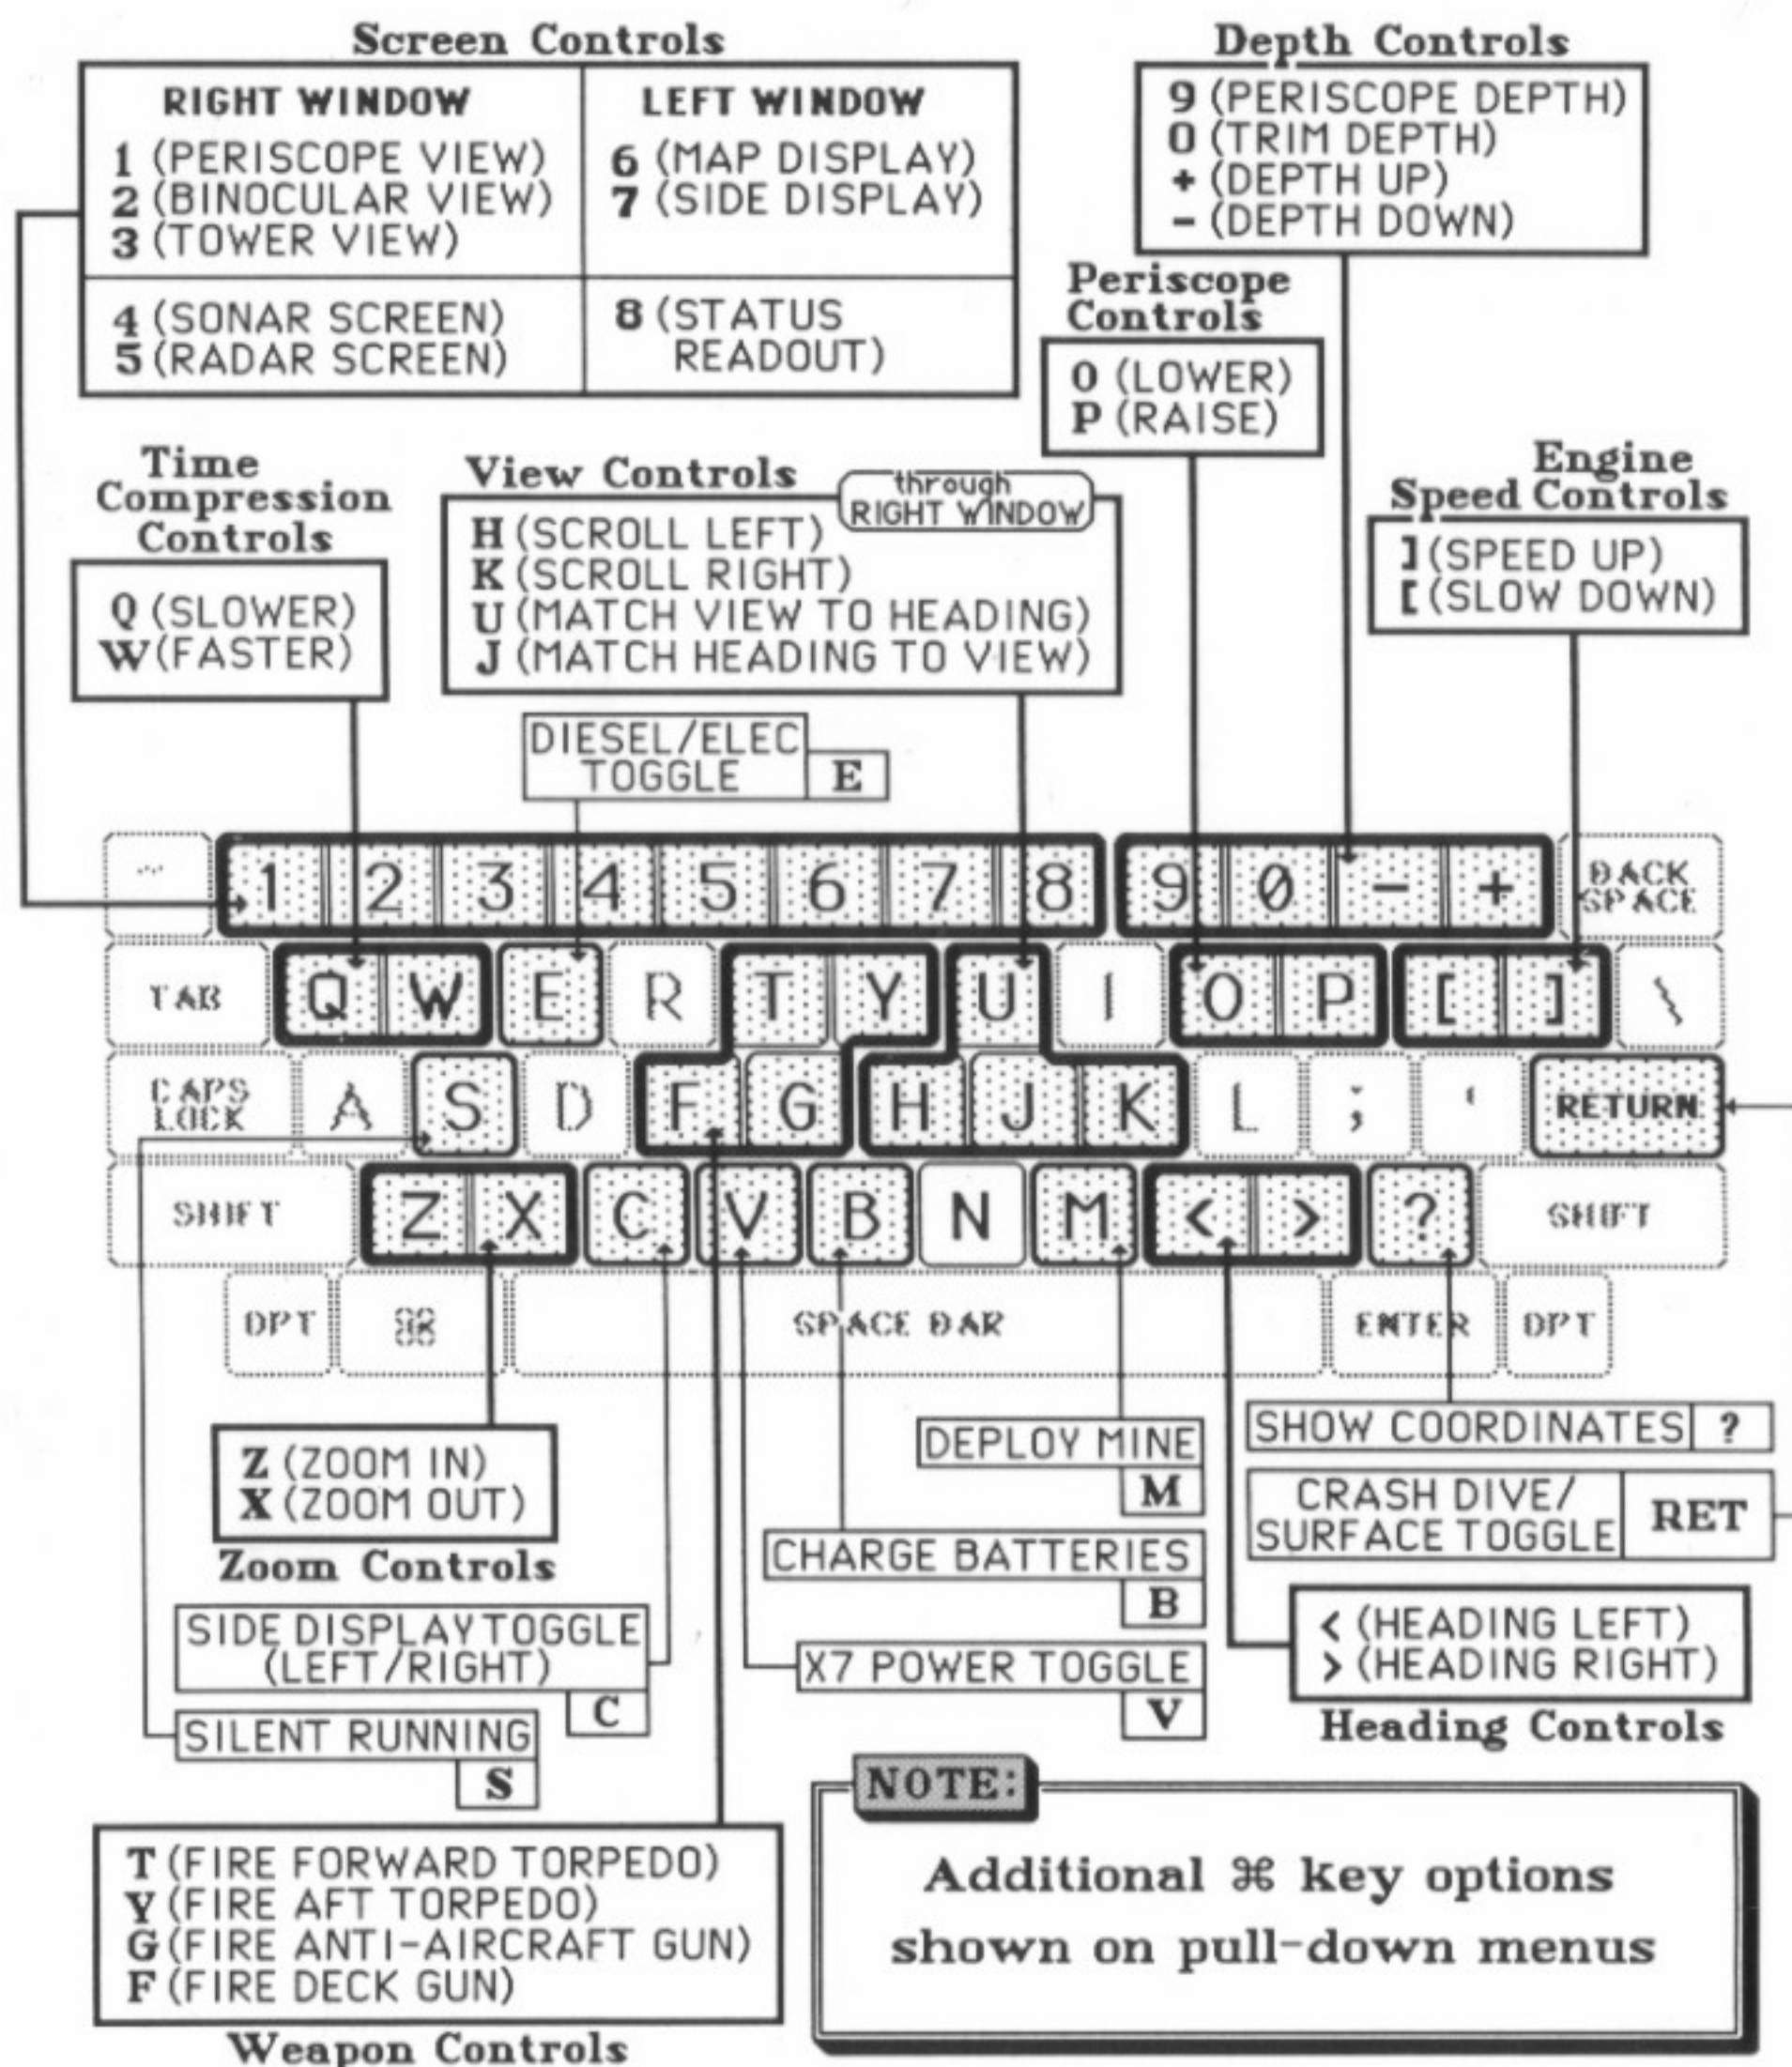 Screen Controls
RIGHT WINDOW
1 (PERISCOPE VIEW)
2 (BINOCULAR VIEW)
3 (TOWER VIEW)
4 (SONAR SCREEN)
5 (RADAR SCREEN)
LEFT WINDOW
6 (MAP DISPLAY)
7 (SIDE DISPLAY)
8 (STATUS
READOUT)
Depth Controls
9 (PERISCOPE DEPTH)
0 (TRIM DEPTH)
+ (DEPTH UP)
- (DEPTH DOWN)
Periscope
Controls
O (LOWER)
P (RAISE)
Time
Compression
Controls
Q (SLOWER)
W (FASTER)
View Controls
through
RIGHT WINDOW
H (SCROLL LEFT)
K (SCROLL RIGHT)
U (MATCH VIEW TO HEADING)
J (MATCH HEADING TO VIEW)
Engine
Speed Controls
] (SPEED UP)
[ (SLOW DOWN)
DIESEL/ELEC
TOGGLE E
~ 1 2 3 4 5 6 7 8 9 0 - + BACK
SPACE
TAB Q W E R T Y U I O P [ ] \
CAPS
LOCK A S D F G H J K L ; ' RETURN
SHIFT Z X C V B N M < > ? SHIFT
OPT ⌘ SPACE BAR ENTER OPT
Z (ZOOM IN)
X (ZOOM OUT)
Zoom Controls
SIDE DISPLAY TOGGLE
(LEFT/RIGHT)
C
SILENT RUNNING
S
DEPLOY MINE
M
CHARGE BATTERIES
B
X7 POWER TOGGLE
V
SHOW COORDINATES ?
CRASH DIVE/
SURFACE TOGGLE RET
< (HEADING LEFT)
> (HEADING RIGHT)
Heading Controls
T (FIRE FORWARD TORPEDO)
Y (FIRE AFT TORPEDO)
G (FIRE ANTI-AIRCRAFT GUN)
F (FIRE DECK GUN)
Weapon Controls
NOTE:
Additional ⌘ key options
shown on pull-down menus